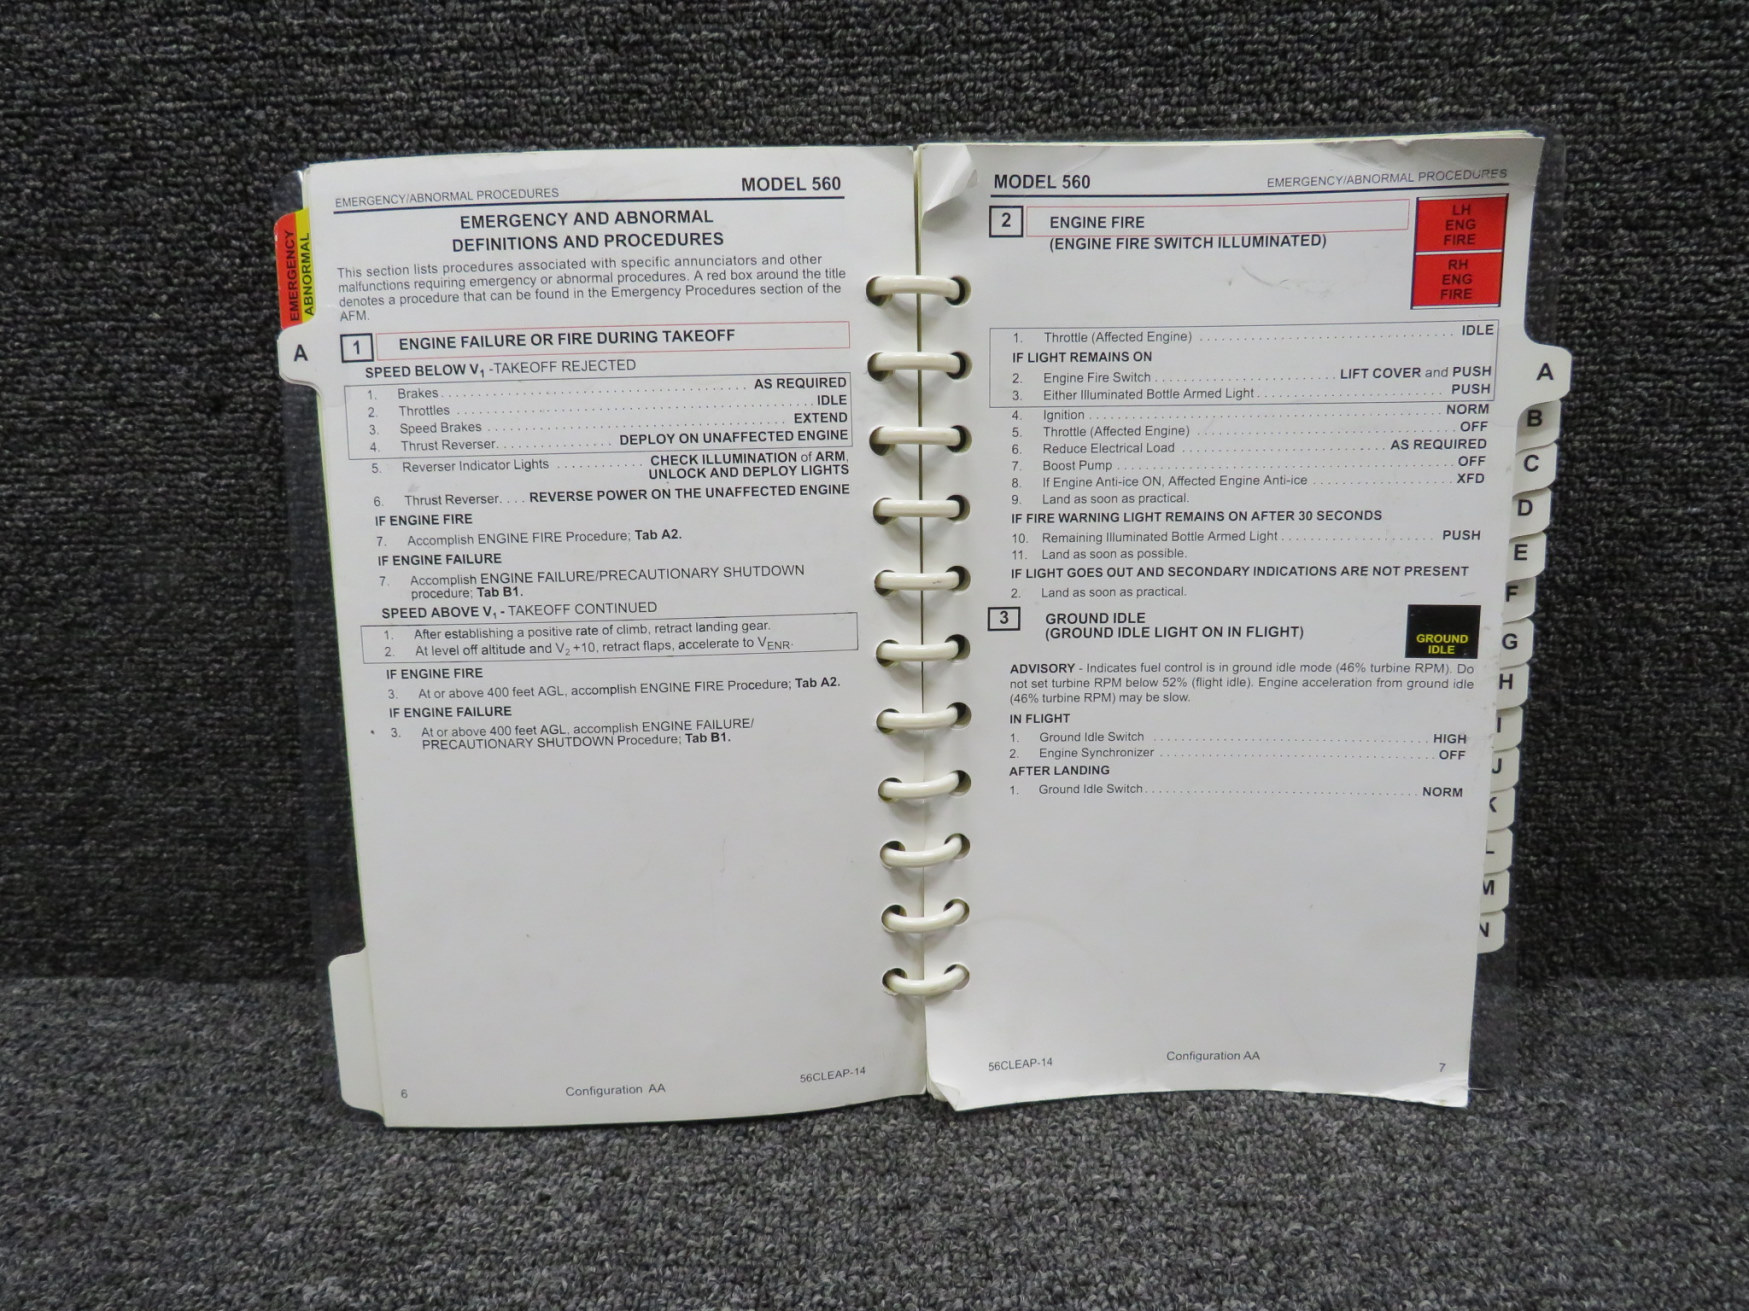 EMERGENCY/ABNORMAL PROCEDURES MODEL 560
EMERGENCY AND ABNORMAL
DEFINITIONS AND PROCEDURES
This section lists procedures associated with specific annunciators and other
malfunctions requiring emergency or abnormal procedures. A red box around the title
denotes a procedure that can be found in the Emergency Procedures section of the
AFM.
EMERGENCY
ABNORMAL
A
1 ENGINE FAILURE OR FIRE DURING TAKEOFF
SPEED BELOW V1 -TAKEOFF REJECTED
1. Brakes. . . . . . . . . . AS REQUIRED
2. Throttles . . . . . . . . . . IDLE
3. Speed Brakes . . . . . . . . . . EXTEND
4. Thrust Reverser. . . . . . . . . . DEPLOY ON UNAFFECTED ENGINE
5. Reverser Indicator Lights . . . . . . . . . . CHECK ILLUMINATION of ARM,
UNLOCK AND DEPLOY LIGHTS
6. Thrust Reverser. . . . REVERSE POWER ON THE UNAFFECTED ENGINE
IF ENGINE FIRE
7. Accomplish ENGINE FIRE Procedure; Tab A2.
IF ENGINE FAILURE
7. Accomplish ENGINE FAILURE/PRECAUTIONARY SHUTDOWN
procedure; Tab B1.
SPEED ABOVE V1 - TAKEOFF CONTINUED
1. After establishing a positive rate of climb, retract landing gear.
2. At level off altitude and V2 +10, retract flaps, accelerate to VENR.
IF ENGINE FIRE
3. At or above 400 feet AGL, accomplish ENGINE FIRE Procedure; Tab A2.
IF ENGINE FAILURE
3. At or above 400 feet AGL, accomplish ENGINE FAILURE/
PRECAUTIONARY SHUTDOWN Procedure; Tab B1.
6 Configuration AA 56CLEAP-14
MODEL 560 EMERGENCY/ABNORMAL PROCEDURES
2 ENGINE FIRE
(ENGINE FIRE SWITCH ILLUMINATED)
LH
ENG
FIRE
RH
ENG
FIRE
1. Throttle (Affected Engine) . . . . . . . . . . IDLE
IF LIGHT REMAINS ON
2. Engine Fire Switch . . . . . . . . . . LIFT COVER and PUSH
3. Either Illuminated Bottle Armed Light . . . . . . . . . . PUSH
4. Ignition . . . . . . . . . . NORM
5. Throttle (Affected Engine) . . . . . . . . . . OFF
6. Reduce Electrical Load . . . . . . . . . . AS REQUIRED
7. Boost Pump . . . . . . . . . . OFF
8. If Engine Anti-ice ON, Affected Engine Anti-ice . . . . . . . . . . XFD
9. Land as soon as practical.
IF FIRE WARNING LIGHT REMAINS ON AFTER 30 SECONDS
10. Remaining Illuminated Bottle Armed Light . . . . . . . . . . PUSH
11. Land as soon as possible.
IF LIGHT GOES OUT AND SECONDARY INDICATIONS ARE NOT PRESENT
2. Land as soon as practical.
3 GROUND IDLE
(GROUND IDLE LIGHT ON IN FLIGHT)
GROUND
IDLE
ADVISORY - Indicates fuel control is in ground idle mode (46% turbine RPM). Do
not set turbine RPM below 52% (flight idle). Engine acceleration from ground idle
(46% turbine RPM) may be slow.
IN FLIGHT
1. Ground Idle Switch . . . . . . . . . . HIGH
2. Engine Synchronizer . . . . . . . . . . OFF
AFTER LANDING
1. Ground Idle Switch . . . . . . . . . . NORM
56CLEAP-14 Configuration AA 7
A
B
C
D
E
F
G
H
I
J
K
L
M
N